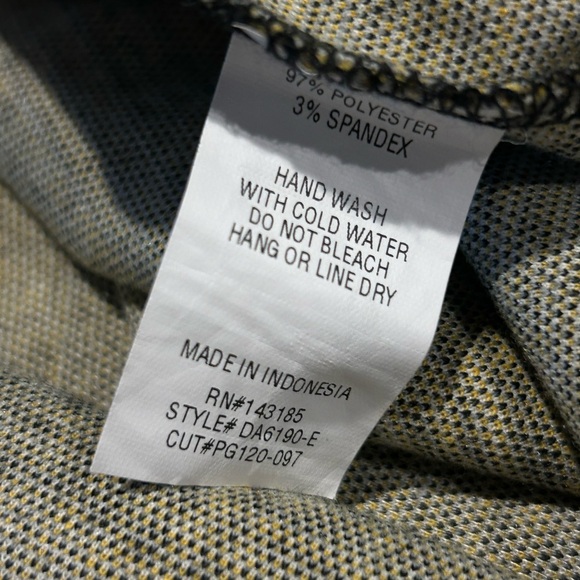 97% POLYESTER
3% SPANDEX
HAND WASH
WITH COLD WATER
DO NOT BLEACH
HANG OR LINE DRY
MADE IN INDONESIA
RN#143185
STYLE# DA6190-E
CUT#PG120-097